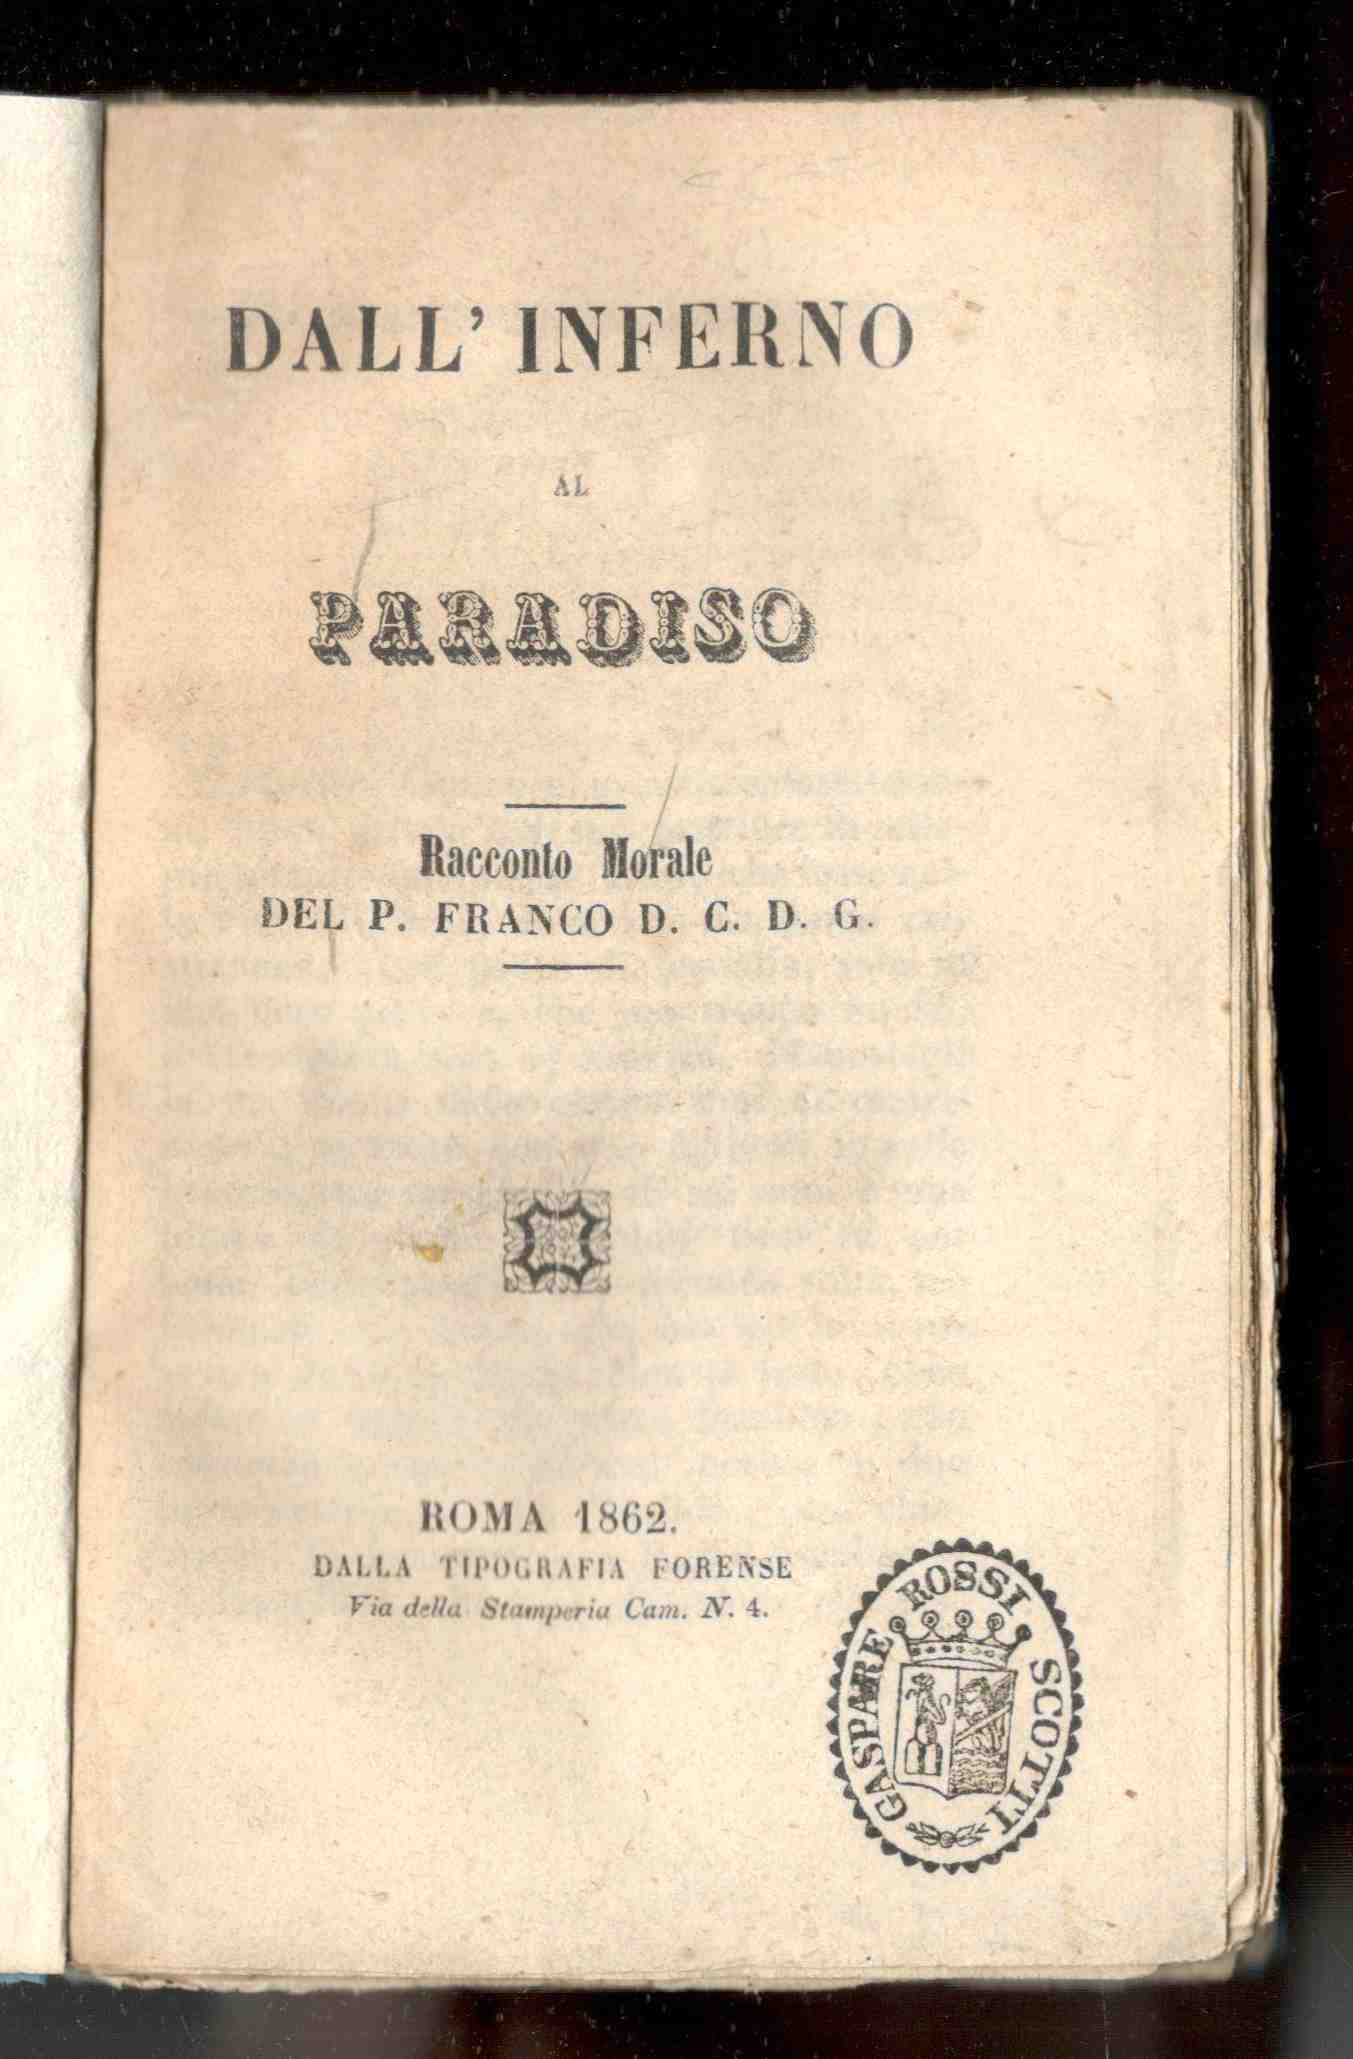 DALL' INFERNO
AL
PARADISO
Racconto Morale
DEL P. FRANCO D. C. D. G.
ROMA 1862.
DALLA TIPOGRAFIA FORENSE
Via della Stamperia Cam. N. 4.
GASPARE ROSSI SCOTTI